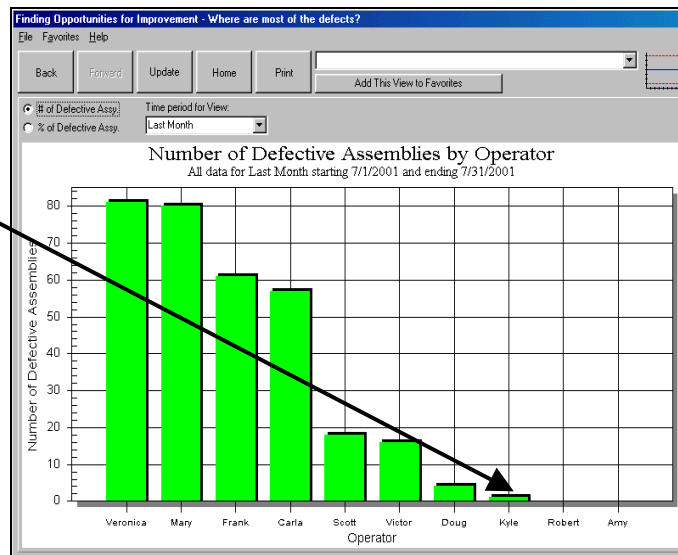 Finding Opportunities for Improvement - Where are most of the defects?
File Favorites Help
Back Forward Update Home Print
Add This View to Favorites
# of Defective Assy. Time period for View:
% of Defective Assy. Last Month
Number of Defective Assemblies by Operator
All data for Last Month starting 7/1/2001 and ending 7/31/2001
Number of Defective Assemblies
80
70
60
50
40
30
20
10
0
Veronica Mary Frank Carla Scott Victor Doug Kyle Robert Amy
Operator